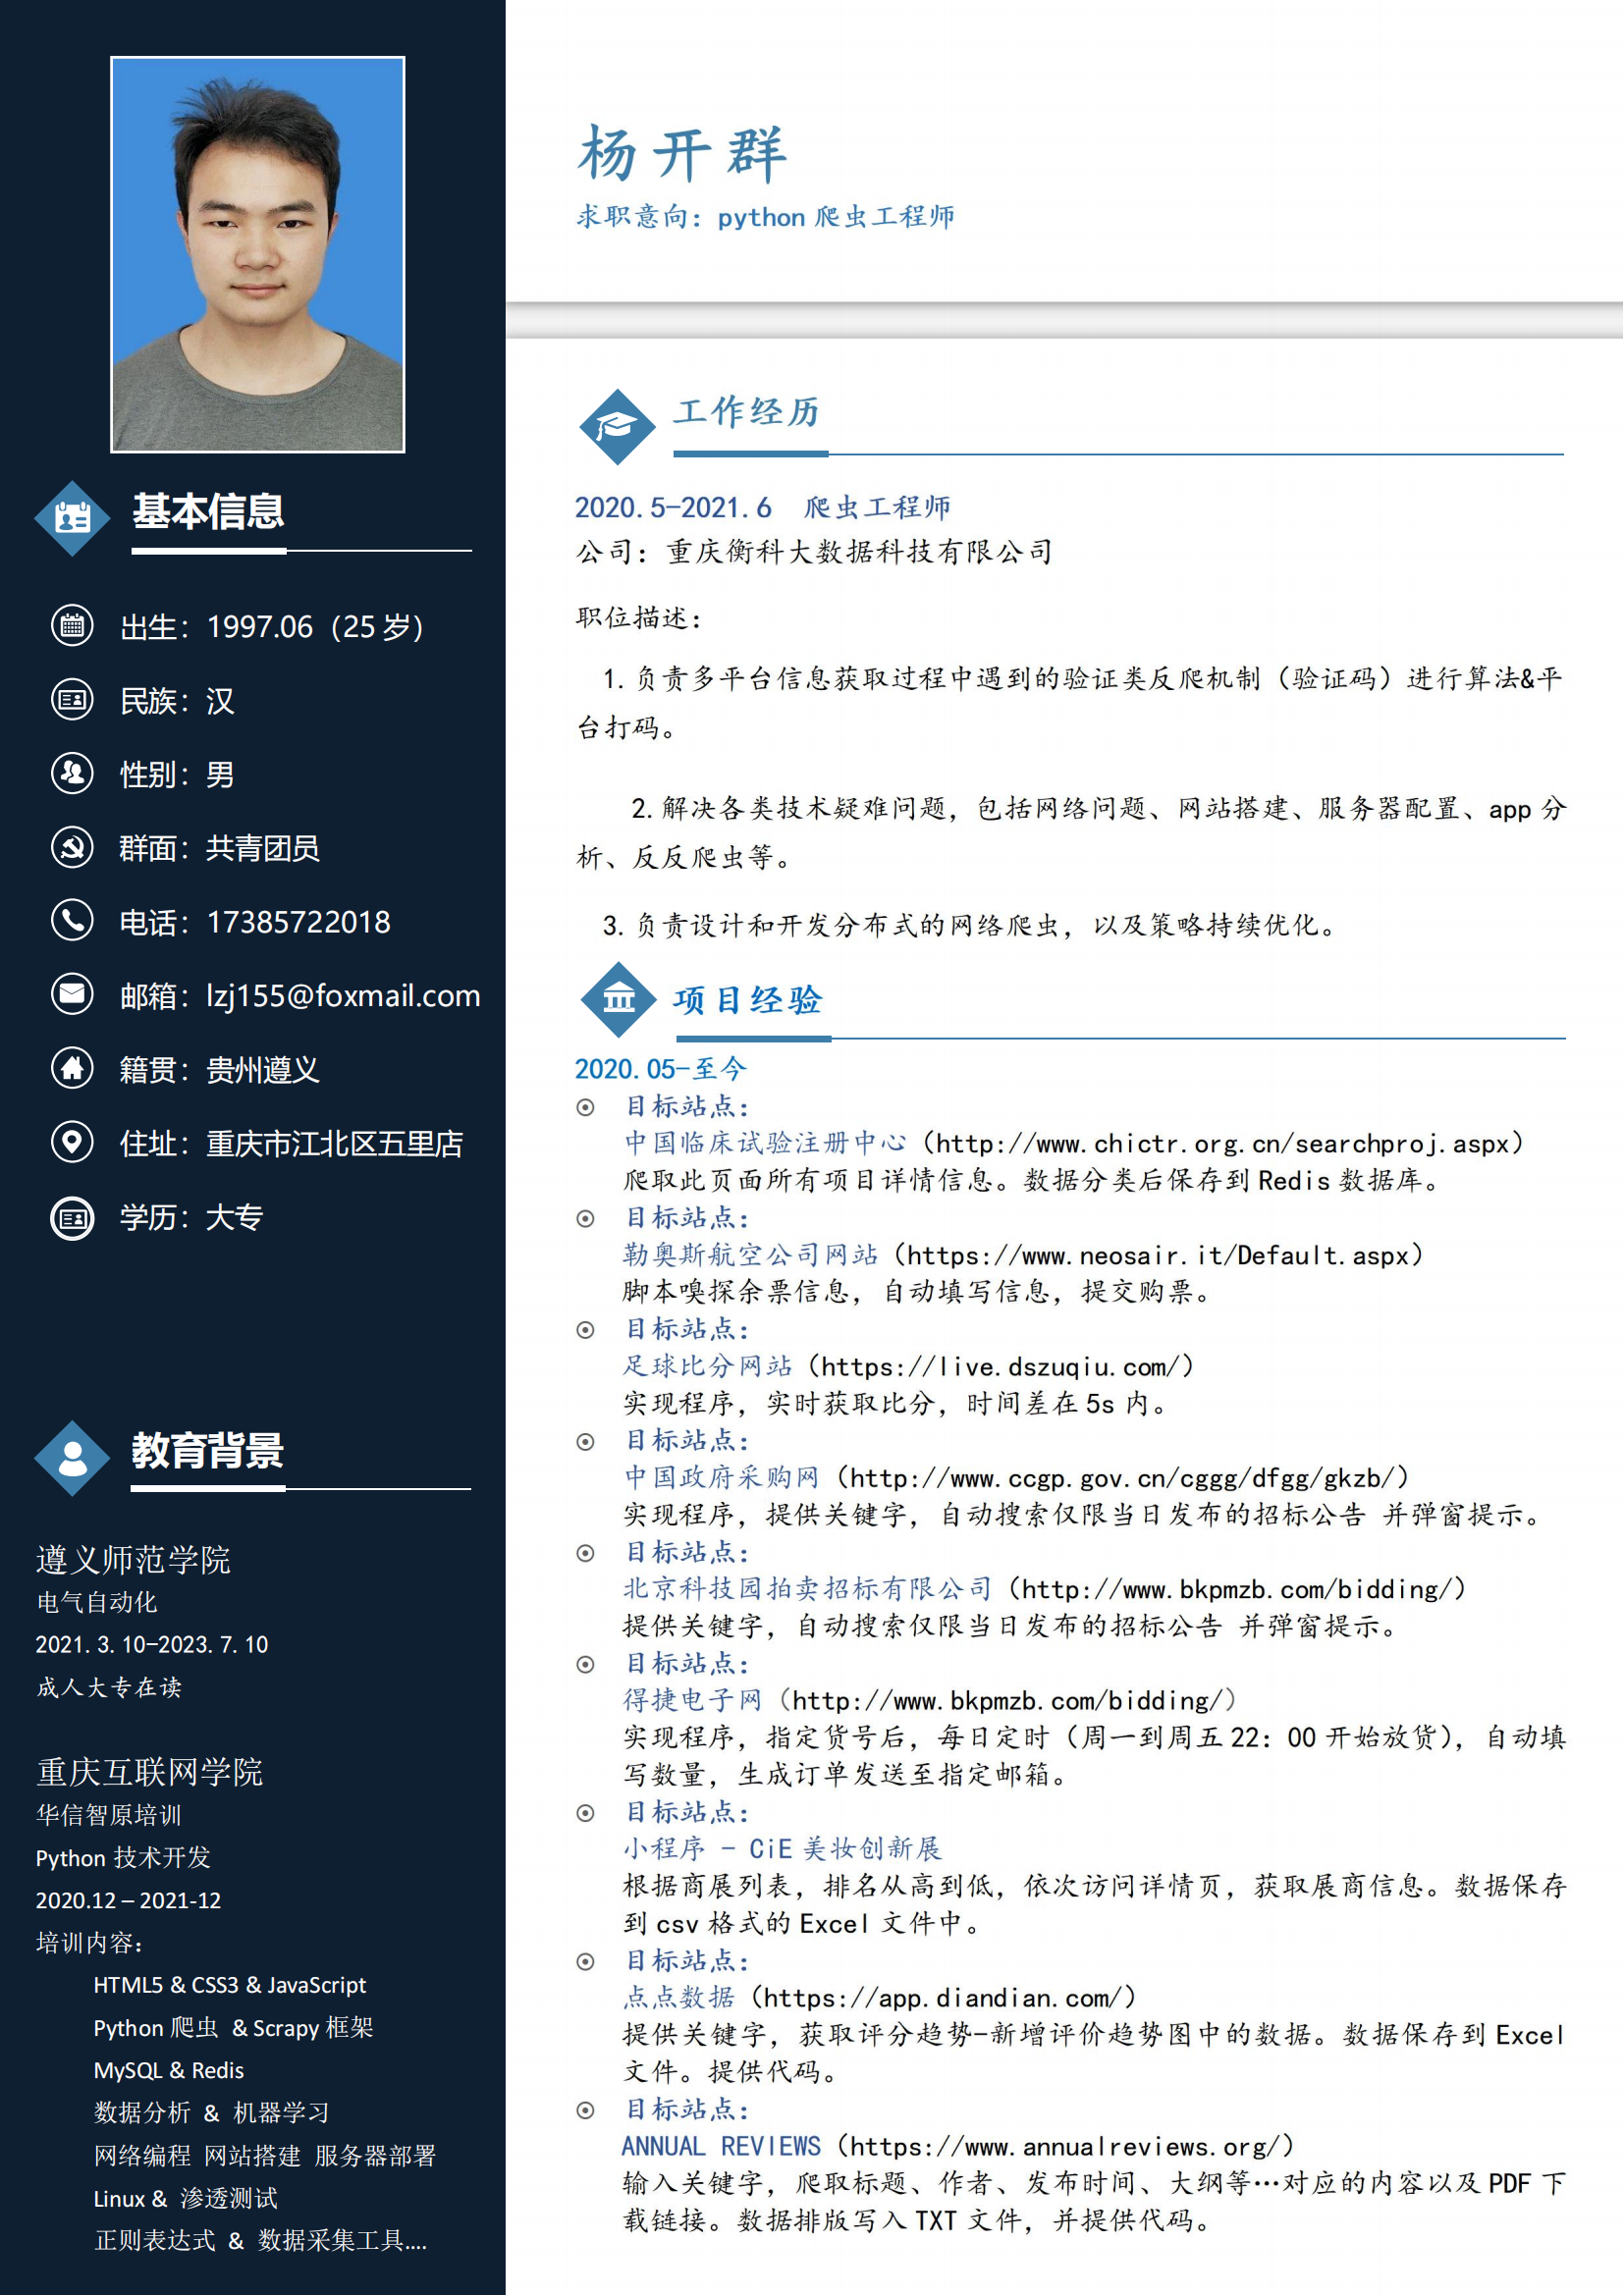 杨开群
求职意向：python 爬虫工程师
基本信息
出生：1997.06（25 岁）
民族：汉
性别：男
群面：共青团员
电话：17385722018
邮箱：lzj155@foxmail.com
籍贯：贵州遵义
住址：重庆市江北区五里店
学历：大专
教育背景
遵义师范学院
电气自动化
2021.3.10-2023.7.10
成人大专在读
重庆互联网学院
华信智原培训
Python 技术开发
2020.12 – 2021-12
培训内容：
HTML5 & CSS3 & JavaScript
Python 爬虫 & Scrapy 框架
MySQL & Redis
数据分析 & 机器学习
网络编程 网站搭建 服务器部署
Linux & 渗透测试
正则表达式 & 数据采集工具....
工作经历
2020.5-2021.6 爬虫工程师
公司：重庆衡科大数据科技有限公司
职位描述：
1.负责多平台信息获取过程中遇到的验证类反爬机制（验证码）进行算法&平
台打码。
2.解决各类技术疑难问题，包括网络问题、网站搭建、服务器配置、app 分
析、反反爬虫等。
3.负责设计和开发分布式的网络爬虫，以及策略持续优化。
项目经验
2020.05-至今
目标站点：
中国临床试验注册中心（http://www.chictr.org.cn/searchproj.aspx）
爬取此页面所有项目详情信息。数据分类后保存到 Redis 数据库。
目标站点：
勒奥斯航空公司网站（https://www.neosair.it/Default.aspx）
脚本嗅探余票信息，自动填写信息，提交购票。
目标站点：
足球比分网站（https://live.dszuqiu.com/）
实现程序，实时获取比分，时间差在 5s 内。
目标站点：
中国政府采购网（http://www.ccgp.gov.cn/cggg/dfgg/gkzb/）
实现程序，提供关键字，自动搜索仅限当日发布的招标公告 并弹窗提示。
目标站点：
北京科技园拍卖招标有限公司（http://www.bkpmzb.com/bidding/）
提供关键字，自动搜索仅限当日发布的招标公告 并弹窗提示。
目标站点：
得捷电子网（http://www.bkpmzb.com/bidding/）
实现程序，指定货号后，每日定时（周一到周五 22：00 开始放货），自动填
写数量，生成订单发送至指定邮箱。
目标站点：
小程序 - CiE 美妆创新展
根据商展列表，排名从高到低，依次访问详情页，获取展商信息。数据保存
到 csv 格式的 Excel 文件中。
目标站点：
点点数据（https://app.diandian.com/）
提供关键字，获取评分趋势-新增评价趋势图中的数据。数据保存到 Excel
文件。提供代码。
目标站点：
ANNUAL REVIEWS（https://www.annualreviews.org/）
输入关键字，爬取标题、作者、发布时间、大纲等…对应的内容以及 PDF 下
载链接。数据排版写入 TXT 文件，并提供代码。